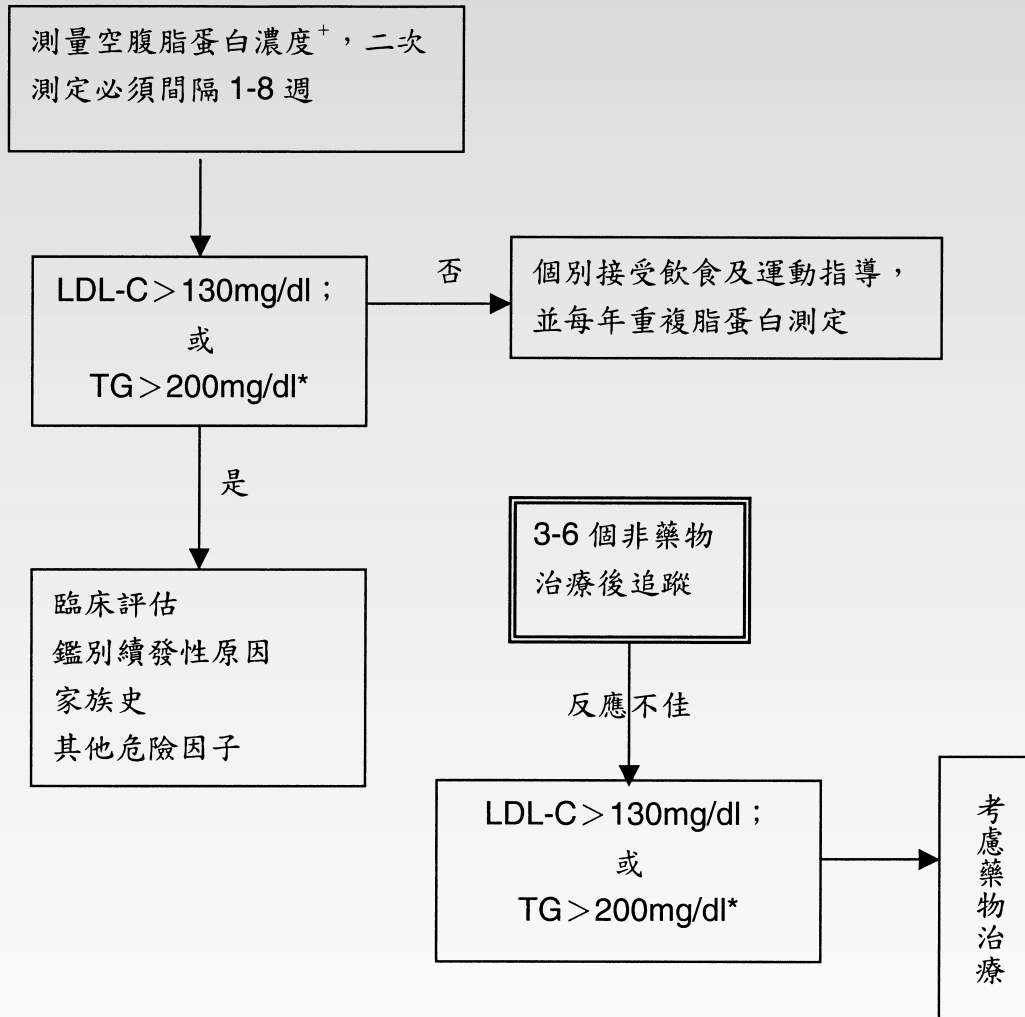 測量空腹脂蛋白濃度⁺，二次
測定必須間隔 1-8 週
LDL-C＞130mg/dl；
或
TG＞200mg/dl*
否
個別接受飲食及運動指導，
並每年重複脂蛋白測定
是
臨床評估
鑑別續發性原因
家族史
其他危險因子
3-6 個非藥物
治療後追蹤
反應不佳
LDL-C＞130mg/dl；
或
TG＞200mg/dl*
考慮藥物治療